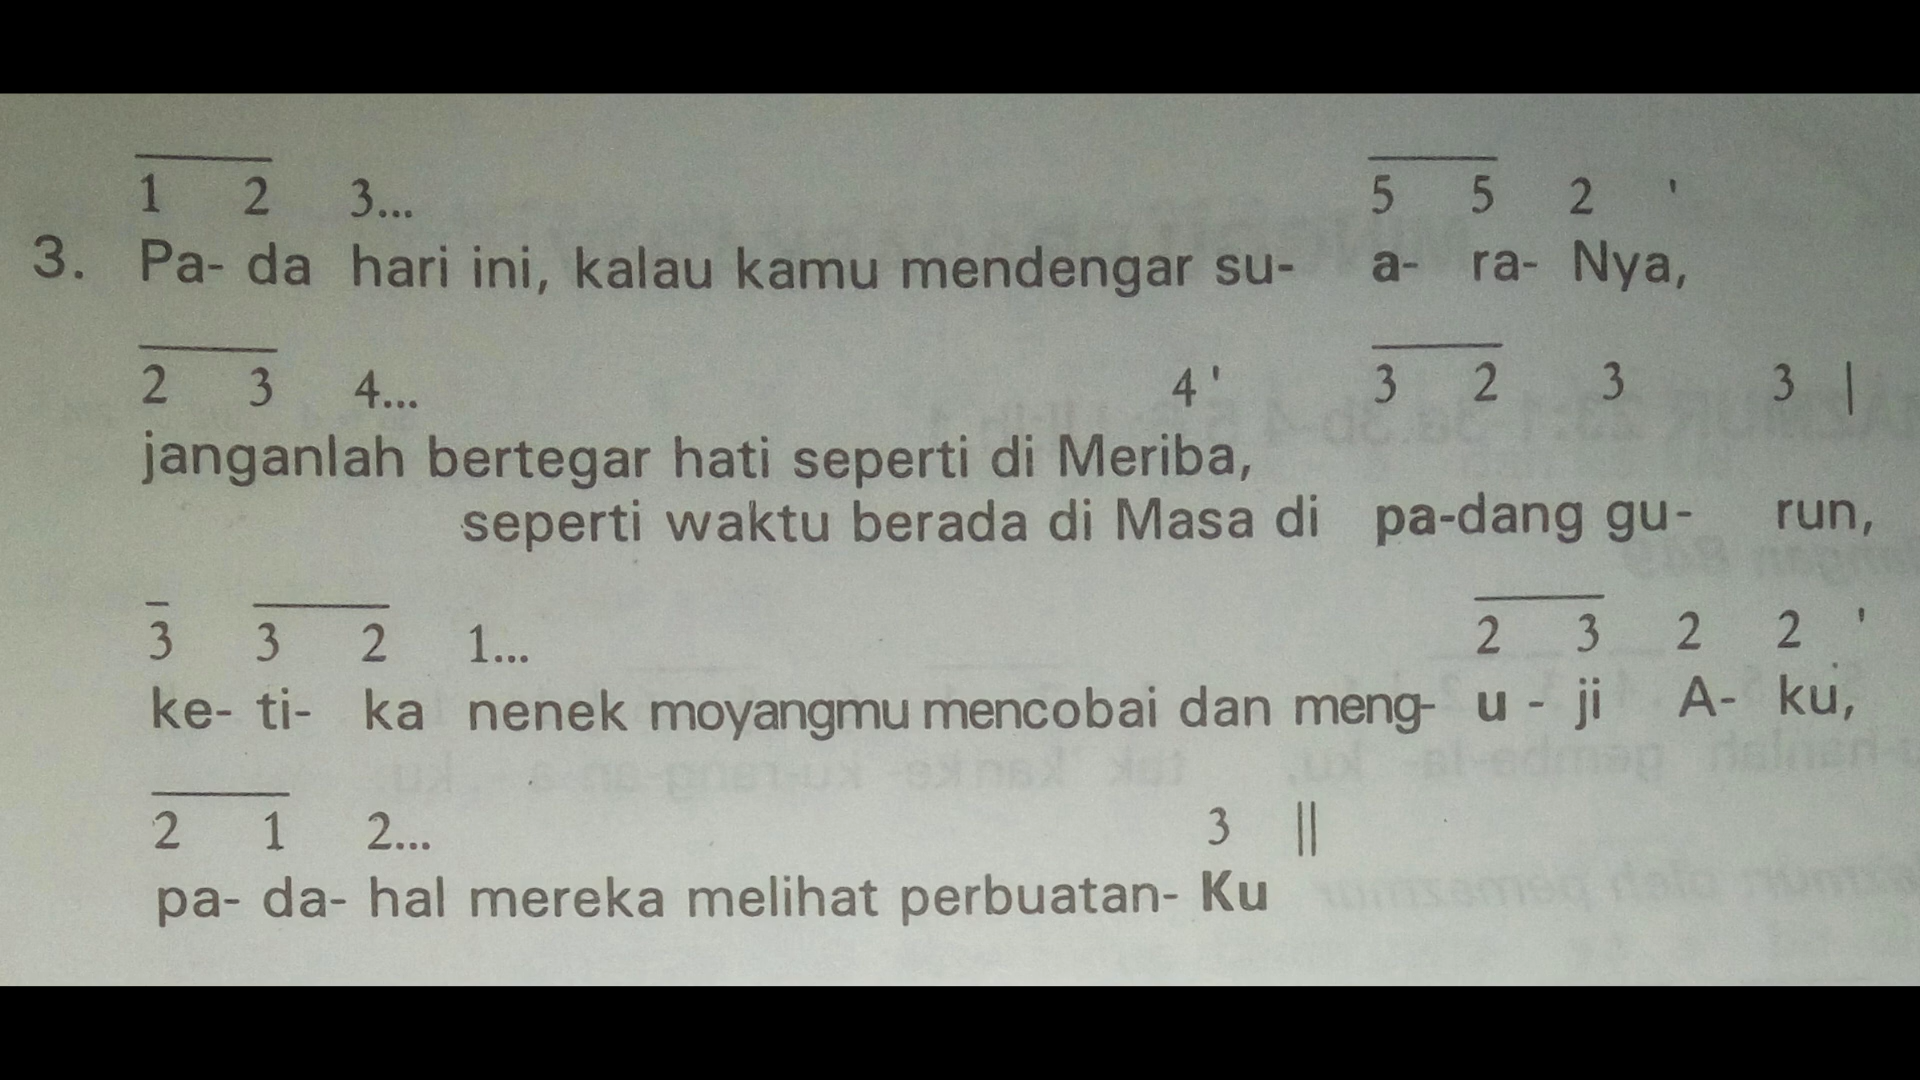 1 2 3... 5 5 2 '
3. Pa- da hari ini, kalau kamu mendengar su- a- ra- Nya,
2 3 4... 4 ' 3 2 3 3 |
janganlah bertegar hati seperti di Meriba,
seperti waktu berada di Masa di pa-dang gu- run,
3 3 2 1... 2 3 2 2 '
ke- ti- ka nenek moyangmu mencobai dan meng- u - ji A- ku,
2 1 2... 3 ||
pa- da- hal mereka melihat perbuatan- Ku